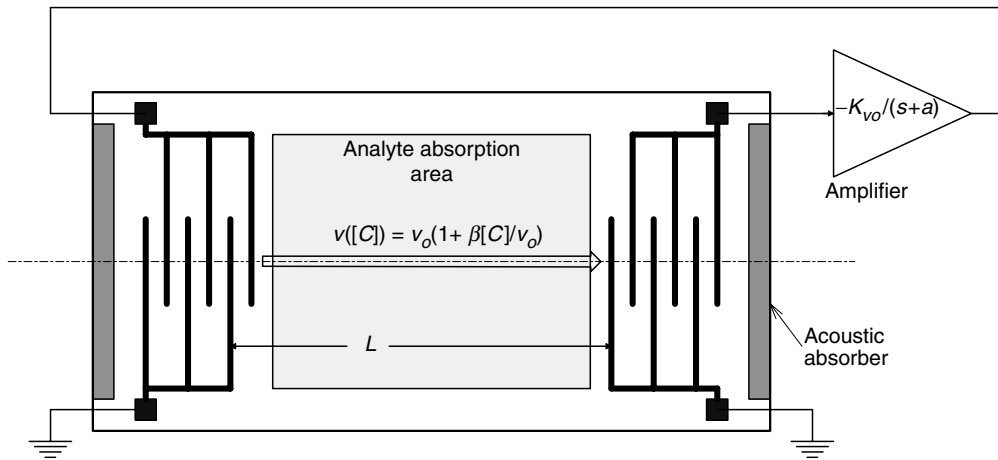 −K_vo/(s+a)
Amplifier
Analyte absorption
area
v([C]) = v_o(1+ β[C]/v_o)
L
Acoustic
absorber